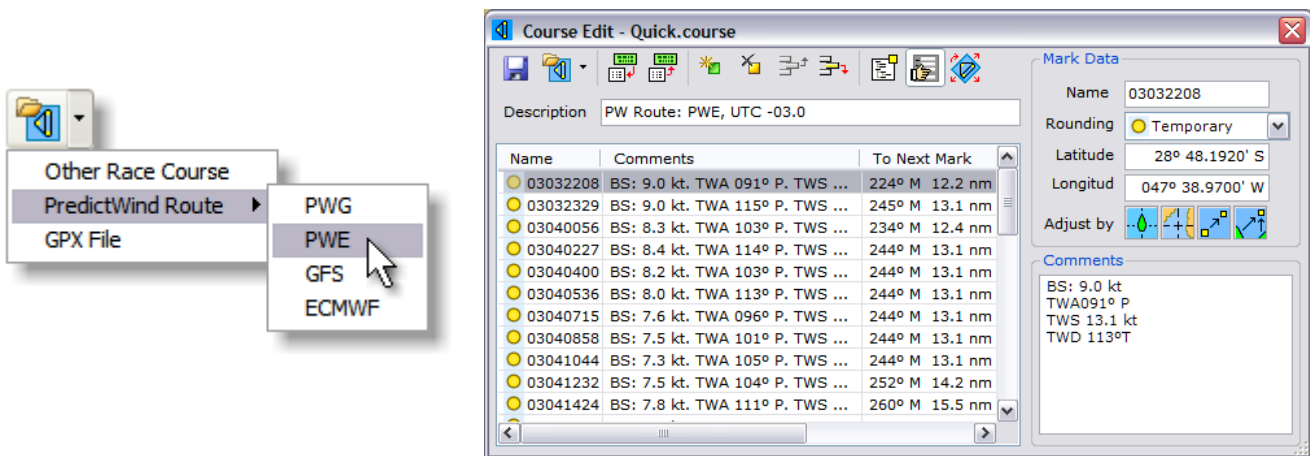 Other Race Course
PredictWind Route
GPX File
PWG
PWE
GFS
ECMWF
Course Edit - Quick.course
Description PW Route: PWE, UTC -03.0
Name Comments To Next Mark
03032208 BS: 9.0 kt. TWA 091º P. TWS ... 224º M 12.2 nm
03032329 BS: 9.0 kt. TWA 115º P. TWS ... 245º M 13.1 nm
03040056 BS: 8.3 kt. TWA 103º P. TWS ... 234º M 12.4 nm
03040227 BS: 8.4 kt. TWA 114º P. TWS ... 244º M 13.1 nm
03040400 BS: 8.2 kt. TWA 103º P. TWS ... 244º M 13.1 nm
03040536 BS: 8.0 kt. TWA 113º P. TWS ... 244º M 13.1 nm
03040715 BS: 7.6 kt. TWA 096º P. TWS ... 244º M 13.1 nm
03040858 BS: 7.5 kt. TWA 101º P. TWS ... 244º M 13.1 nm
03041044 BS: 7.3 kt. TWA 105º P. TWS ... 244º M 13.1 nm
03041232 BS: 7.5 kt. TWA 104º P. TWS ... 252º M 14.2 nm
03041424 BS: 7.8 kt. TWA 111º P. TWS ... 260º M 15.5 nm
Mark Data
Name 03032208
Rounding Temporary
Latitude 28º 48.1920' S
Longitud 047º 38.9700' W
Adjust by
Comments
BS: 9.0 kt
TWA091º P
TWS 13.1 kt
TWD 113ºT